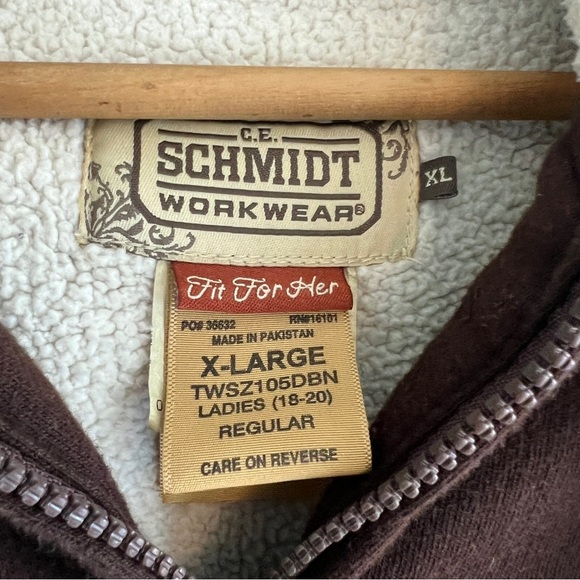 C.E.
SCHMIDT
WORKWEAR®
XL
Fit For Her
PO# 35632 RN#16101
MADE IN PAKISTAN
X-LARGE
TWSZ105DBN
LADIES (18-20)
REGULAR
CARE ON REVERSE